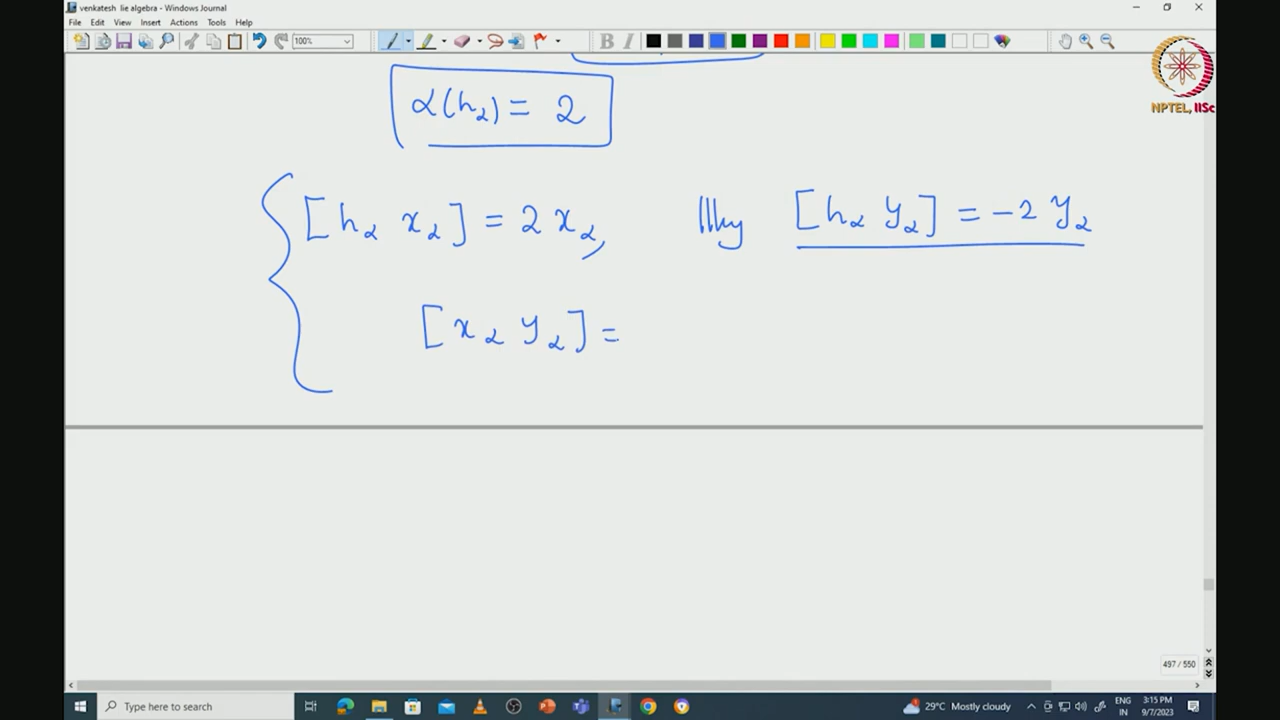 venkatesh lie algebra - Windows Journal
File Edit View Insert Actions Tools Help
100%
B I
NPTEL, IISc
α(h_α) = 2
[h_α x_α] = 2 x_α, |||ly [h_α y_α] = -2 y_α
[x_α y_α] =
497 / 550
Type here to search
29°C Mostly cloudy
ENG
IN
3:15 PM
9/7/2023